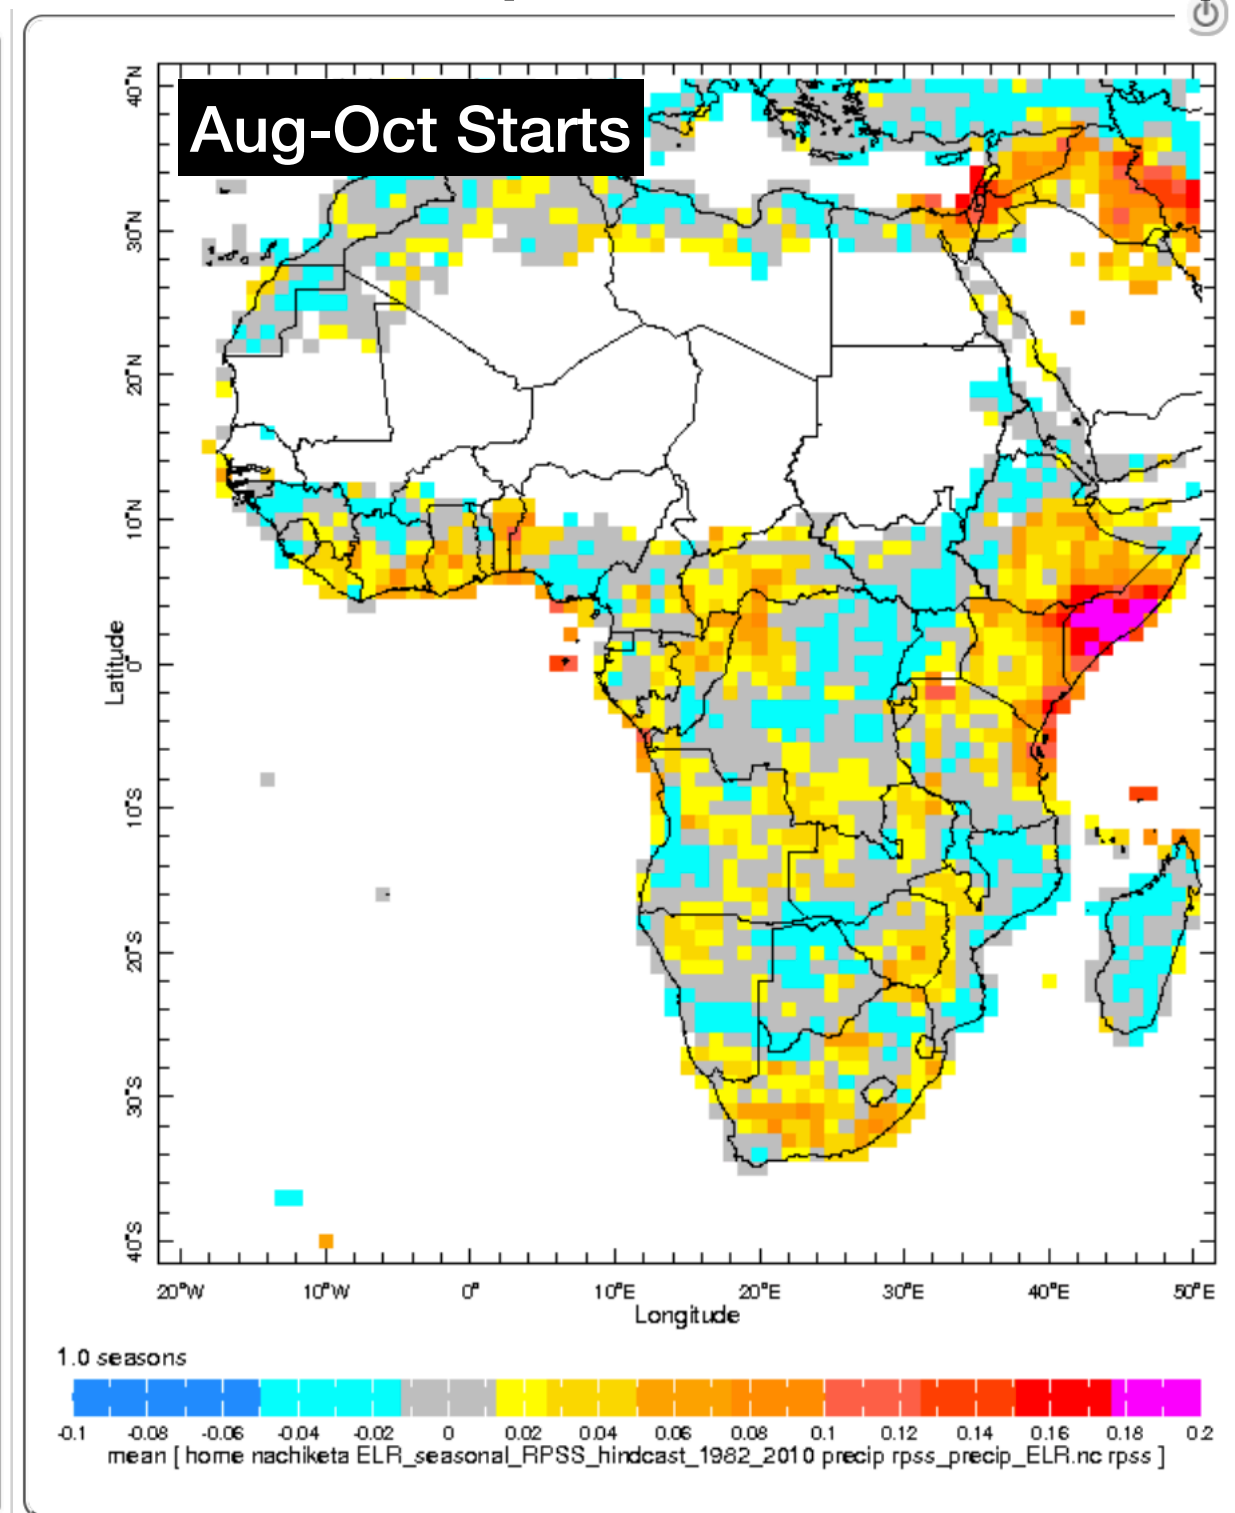 Aug-Oct Starts
40°N
30°N
20°N
10°N
0°
10°S
20°S
30°S
40°S
Latitude
20°W 10°W 0° 10°E 20°E 30°E 40°E 50°E
Longitude
1.0 seasons
-0.1 -0.08 -0.06 -0.04 -0.02 0 0.02 0.04 0.06 0.08 0.1 0.12 0.14 0.16 0.18 0.2
mean [ home nachiketa ELR_seasonal_RPSS_hindcast_1982_2010 precip rpss_precip_ELR.nc rpss ]